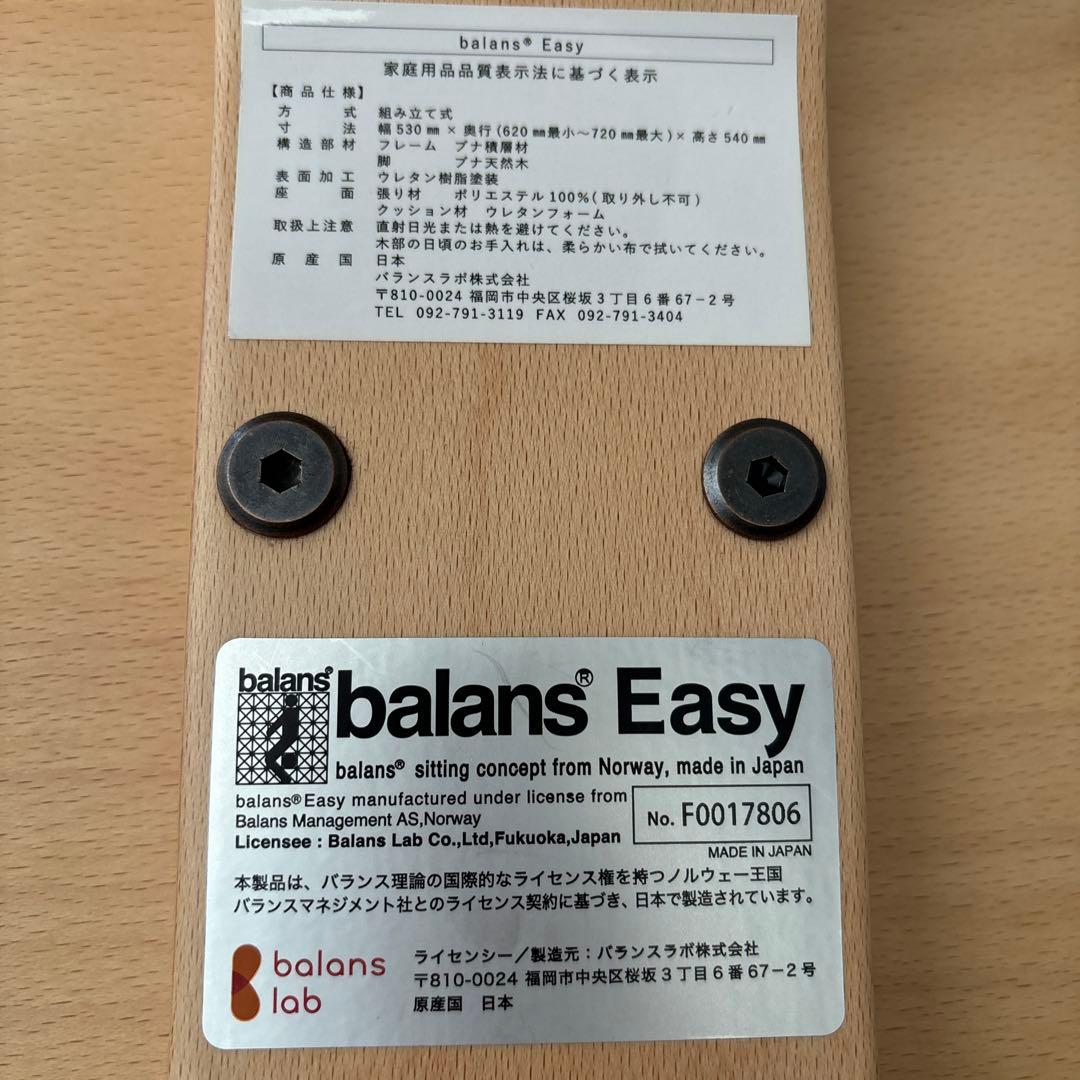 balans® Easy
家庭用品品質表示法に基づく表示
【商品仕様】
方式 組み立て式
寸法 幅530㎜ × 奥行(620㎜最小～720㎜最大)× 高さ540㎜
構造部材 フレーム ブナ積層材
脚 ブナ天然木
表面加工 ウレタン樹脂塗装
座面 張り材 ポリエステル100%(取り外し不可)
クッション材 ウレタンフォーム
取扱上注意 直射日光または熱を避けてください。
木部の日頃のお手入れは、柔らかい布で拭いてください。
原産国 日本
バランスラボ株式会社
〒810-0024 福岡市中央区桜坂3丁目6番67－2号
TEL 092-791-3119 FAX 092-791-3404
balans®
balans® Easy
balans® sitting concept from Norway, made in Japan
balans®Easy manufactured under license from
Balans Management AS,Norway
Licensee : Balans Lab Co.,Ltd,Fukuoka,Japan
No. F0017806
MADE IN JAPAN
本製品は、バランス理論の国際的なライセンス権を持つノルウェー王国
バランスマネジメント社とのライセンス契約に基づき、日本で製造されています。
balans
lab
ライセンシー／製造元：バランスラボ株式会社
〒810-0024 福岡市中央区桜坂3丁目6番67－2号
原産国 日本